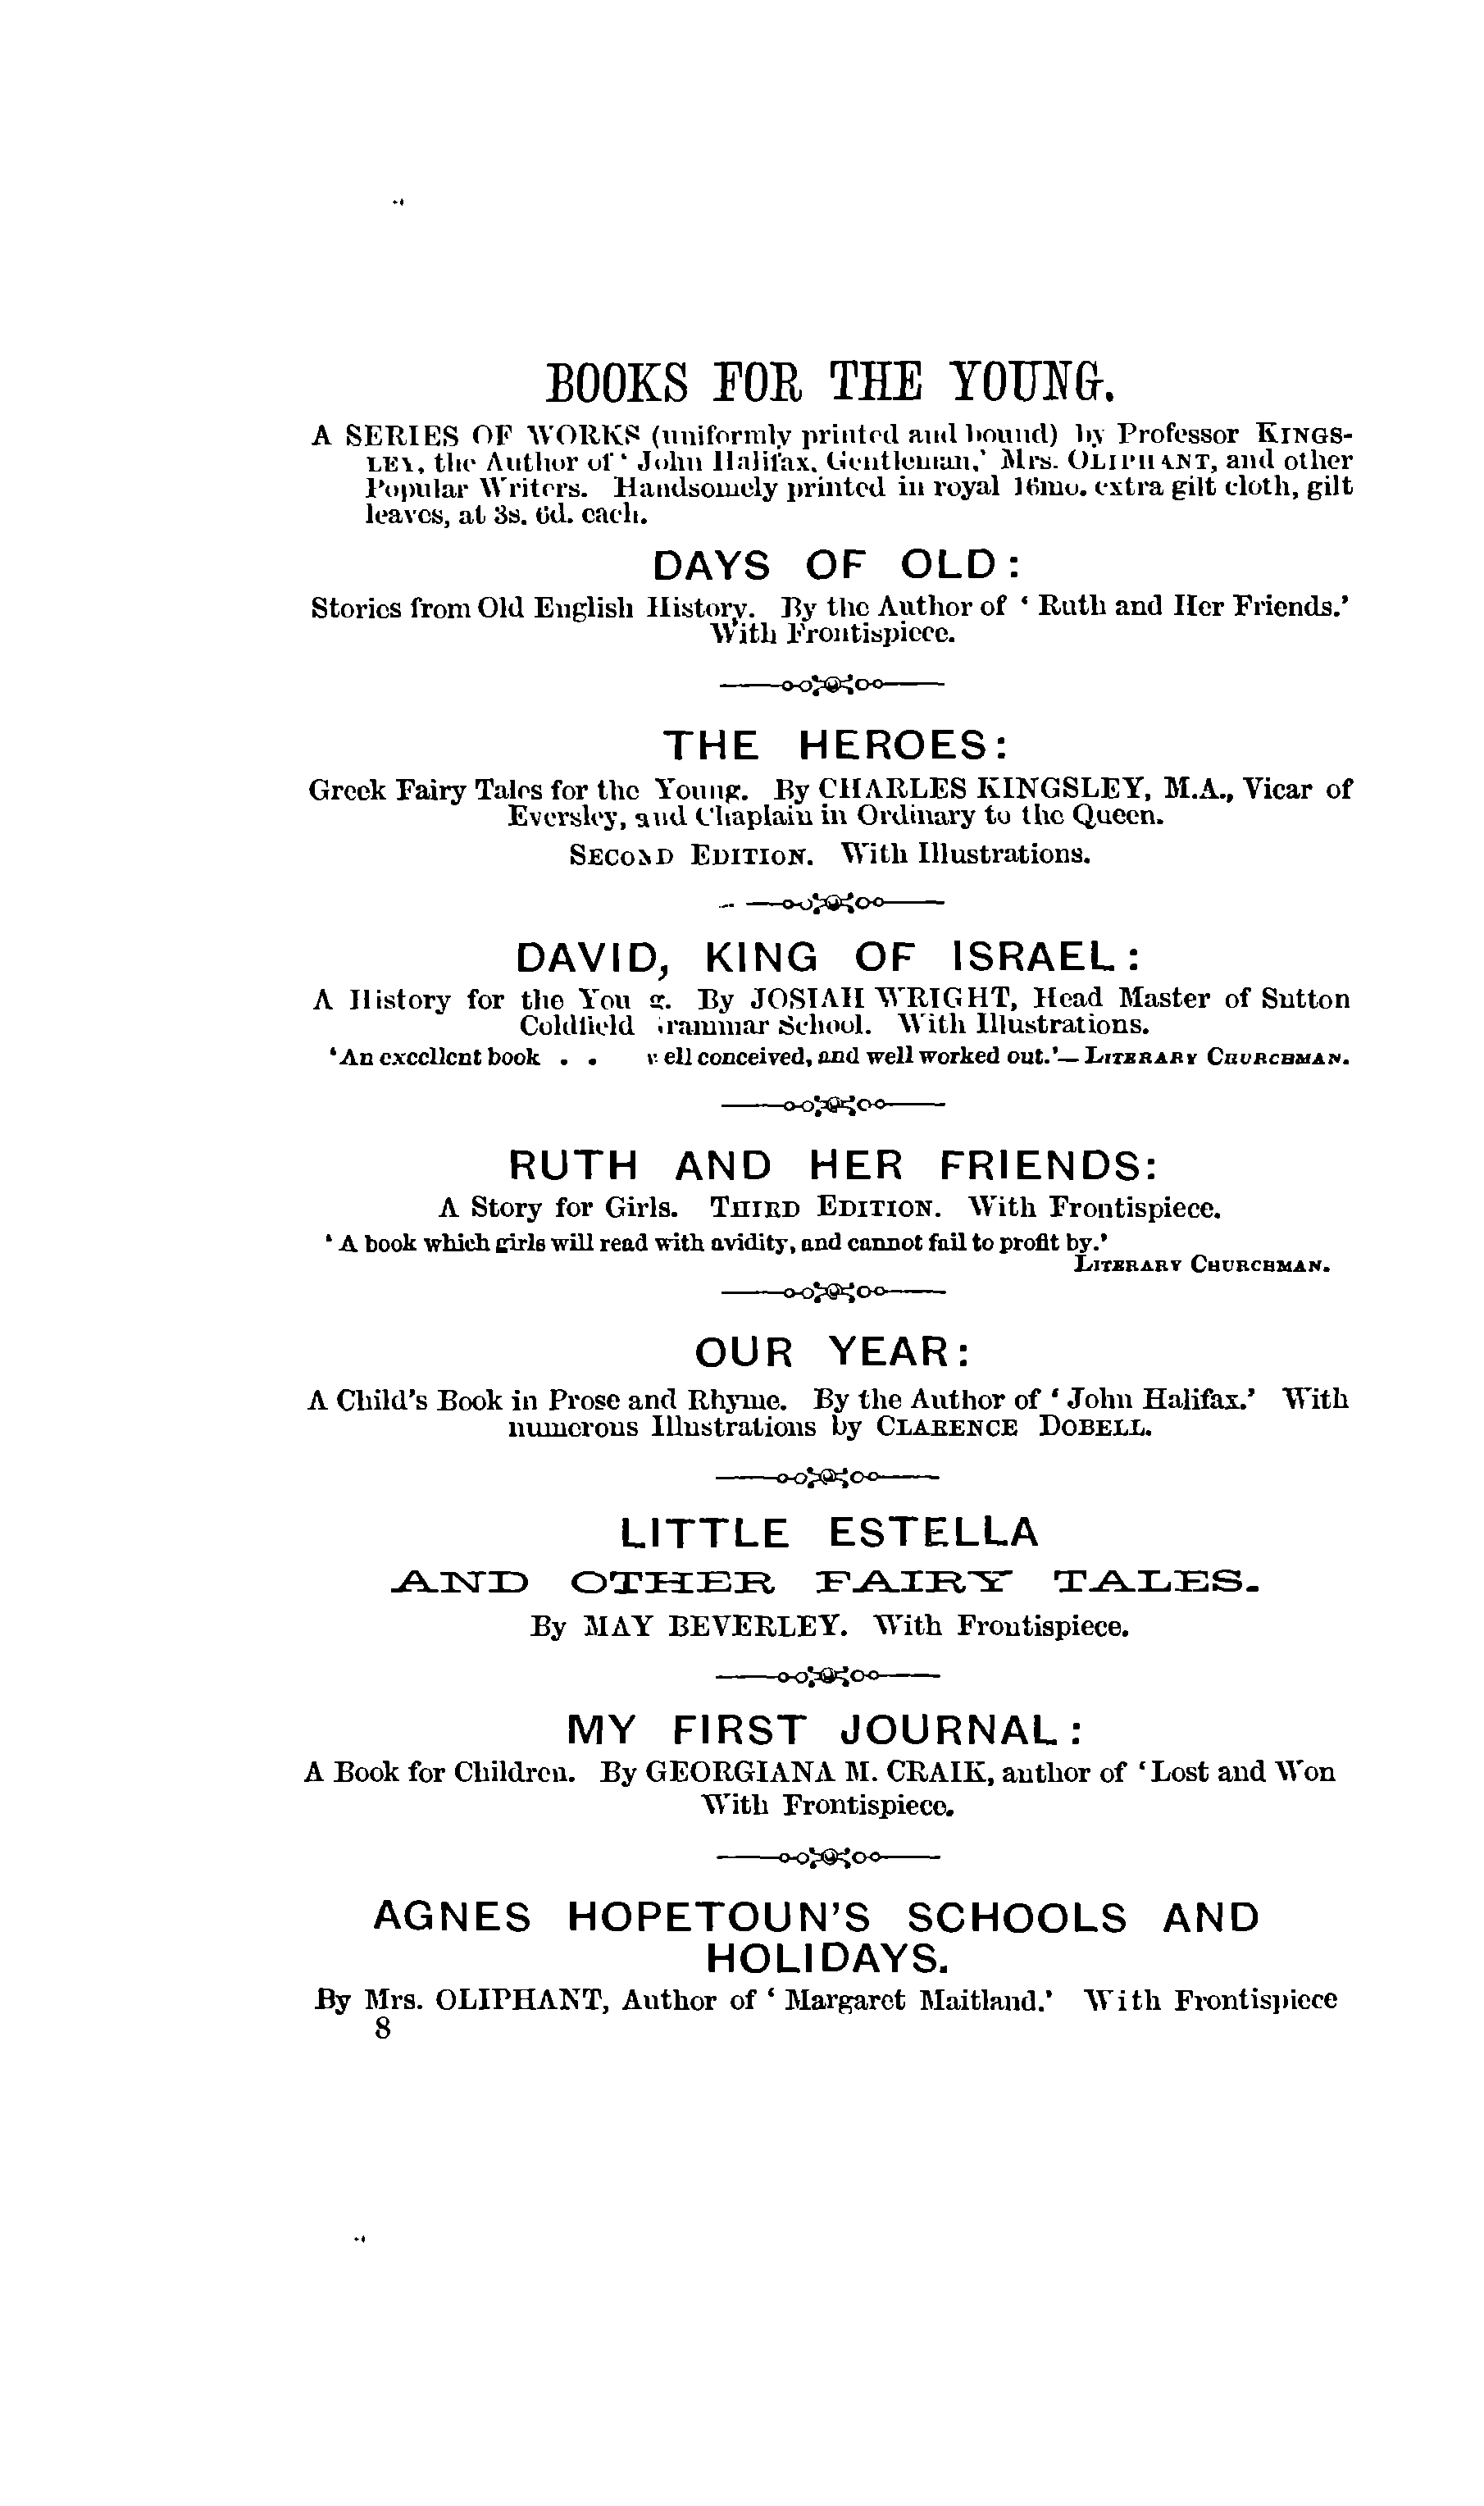 BOOKS FOR THE YOUNG.
A SERIES OF WORKS (uniformly printed and bound) by Professor KINGS-
LEY, the Author of ‘John Halifax, Gentleman,’ Mrs. OLIPHANT, and other
Popular Writers. Handsomely printed in royal 16mo. extra gilt cloth, gilt
leaves, at 3s. 6d. each.
DAYS OF OLD:
Stories from Old English History. By the Author of ‘Ruth and Her Friends.’
With Frontispiece.
THE HEROES:
Greek Fairy Tales for the Young. By CHARLES KINGSLEY, M.A., Vicar of
Eversley, and Chaplain in Ordinary to the Queen.
SECOND EDITION. With Illustrations.
DAVID, KING OF ISRAEL:
A History for the You g. By JOSIAH WRIGHT, Head Master of Sutton
Coldfield rammar School. With Illustrations.
‘An excellent book . . well conceived, and well worked out.’—LITERARY CHURCHMAN.
RUTH AND HER FRIENDS:
A Story for Girls. THIRD EDITION. With Frontispiece.
‘A book which girls will read with avidity, and cannot fail to profit by.’
LITERARY CHURCHMAN.
OUR YEAR:
A Child's Book in Prose and Rhyme. By the Author of ‘John Halifax.’ With
numerous Illustrations by CLARENCE DOBELL.
LITTLE ESTELLA
AND OTHER FAIRY TALES.
By MAY BEVERLEY. With Frontispiece.
MY FIRST JOURNAL:
A Book for Children. By GEORGIANA M. CRAIK, author of ‘Lost and Won
With Frontispiece.
AGNES HOPETOUN'S SCHOOLS AND
HOLIDAYS.
By Mrs. OLIPHANT, Author of ‘Margaret Maitland.’ With Frontispiece
8